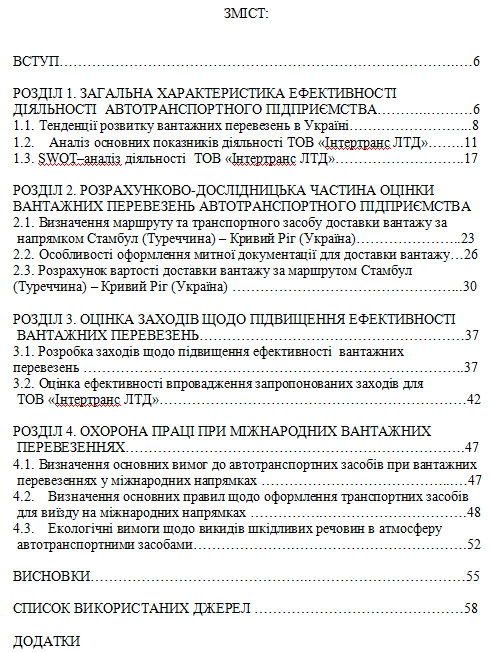 ЗМІСТ:
ВСТУП……………………………………………………………………………6
РОЗДІЛ 1. ЗАГАЛЬНА ХАРАКТЕРИСТИКА ЕФЕКТИВНОСТІ
ДІЯЛЬНОСТІ АВТОТРАНСПОРТНОГО ПІДПРИЄМСТВА…………………6
1.1. Тенденції розвитку вантажних перевезень в Україні………………………..8
1.2. Аналіз основних показників діяльності ТОВ «Інтертранс ЛТД»……..11
1.3. SWOT–аналіз діяльності ТОВ «Інтертранс ЛТД»………………………..17
РОЗДІЛ 2. РОЗРАХУНКОВО-ДОСЛІДНИЦЬКА ЧАСТИНА ОЦІНКИ
ВАНТАЖНИХ ПЕРЕВЕЗЕНЬ АВТОТРАНСПОРТНОГО ПІДПРИЄМСТВА
2.1. Визначення маршруту та транспортного засобу доставки вантажу за
напрямком Стамбул (Туреччина) – Кривий Ріг (Україна)…………………..23
2.2. Особливості оформлення митної документації для доставки вантажу…26
2.3. Розрахунок вартості доставки вантажу за маршрутом Стамбул
(Туреччина) – Кривий Ріг (Україна) ……………………………………………..30
РОЗДІЛ 3. ОЦІНКА ЗАХОДІВ ЩОДО ПІДВИЩЕННЯ ЕФЕКТИВНОСТІ
ВАНТАЖНИХ ПЕРЕВЕЗЕНЬ……………………………………………………37
3.1. Розробка заходів щодо підвищення ефективності вантажних
перевезень …………………………………………………………………………..37
3.2. Оцінка ефективності впровадження запропонованих заходів для
ТОВ «Інтертранс ЛТД»……………………………………………………………42
РОЗДІЛ 4. ОХОРОНА ПРАЦІ ПРИ МІЖНАРОДНИХ ВАНТАЖНИХ
ПЕРЕВЕЗЕННЯХ…………………………………………………………………..47
4.1. Визначення основних вимог до автотранспортних засобів при вантажних
перевезеннях у міжнародних напрямках ………………………………………...…47
4.2. Визначення основних правил щодо оформлення транспортних засобів
для виїзду на міжнародних напрямках ………………………………………….48
4.3. Екологічні вимоги щодо викидів шкідливих речовин в атмосферу
автотранспортними засобами……………………………………………………….52
ВИСНОВКИ……………………………………………..…………………………..55
СПИСОК ВИКОРИСТАНИХ ДЖЕРЕЛ …………………………………………..58
ДОДАТКИ